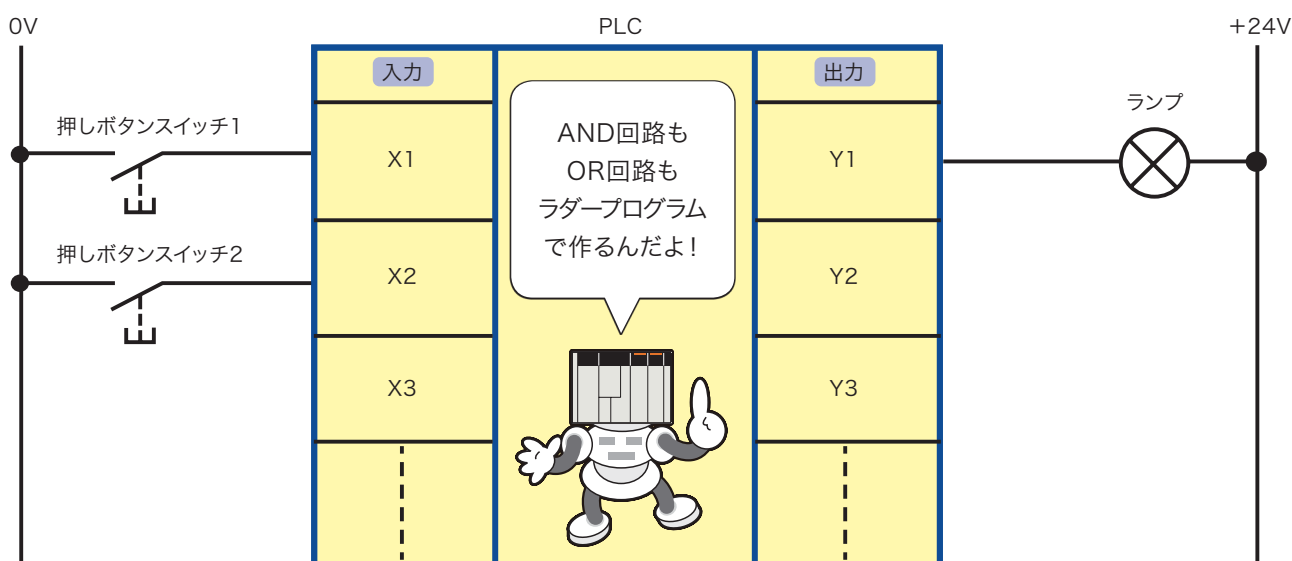 0V
PLC
+24V
入力
出力
ランプ
押しボタンスイッチ1
X1
AND回路も
OR回路も
ラダープログラム
で作るんだよ!
Y1
押しボタンスイッチ2
X2
Y2
X3
Y3